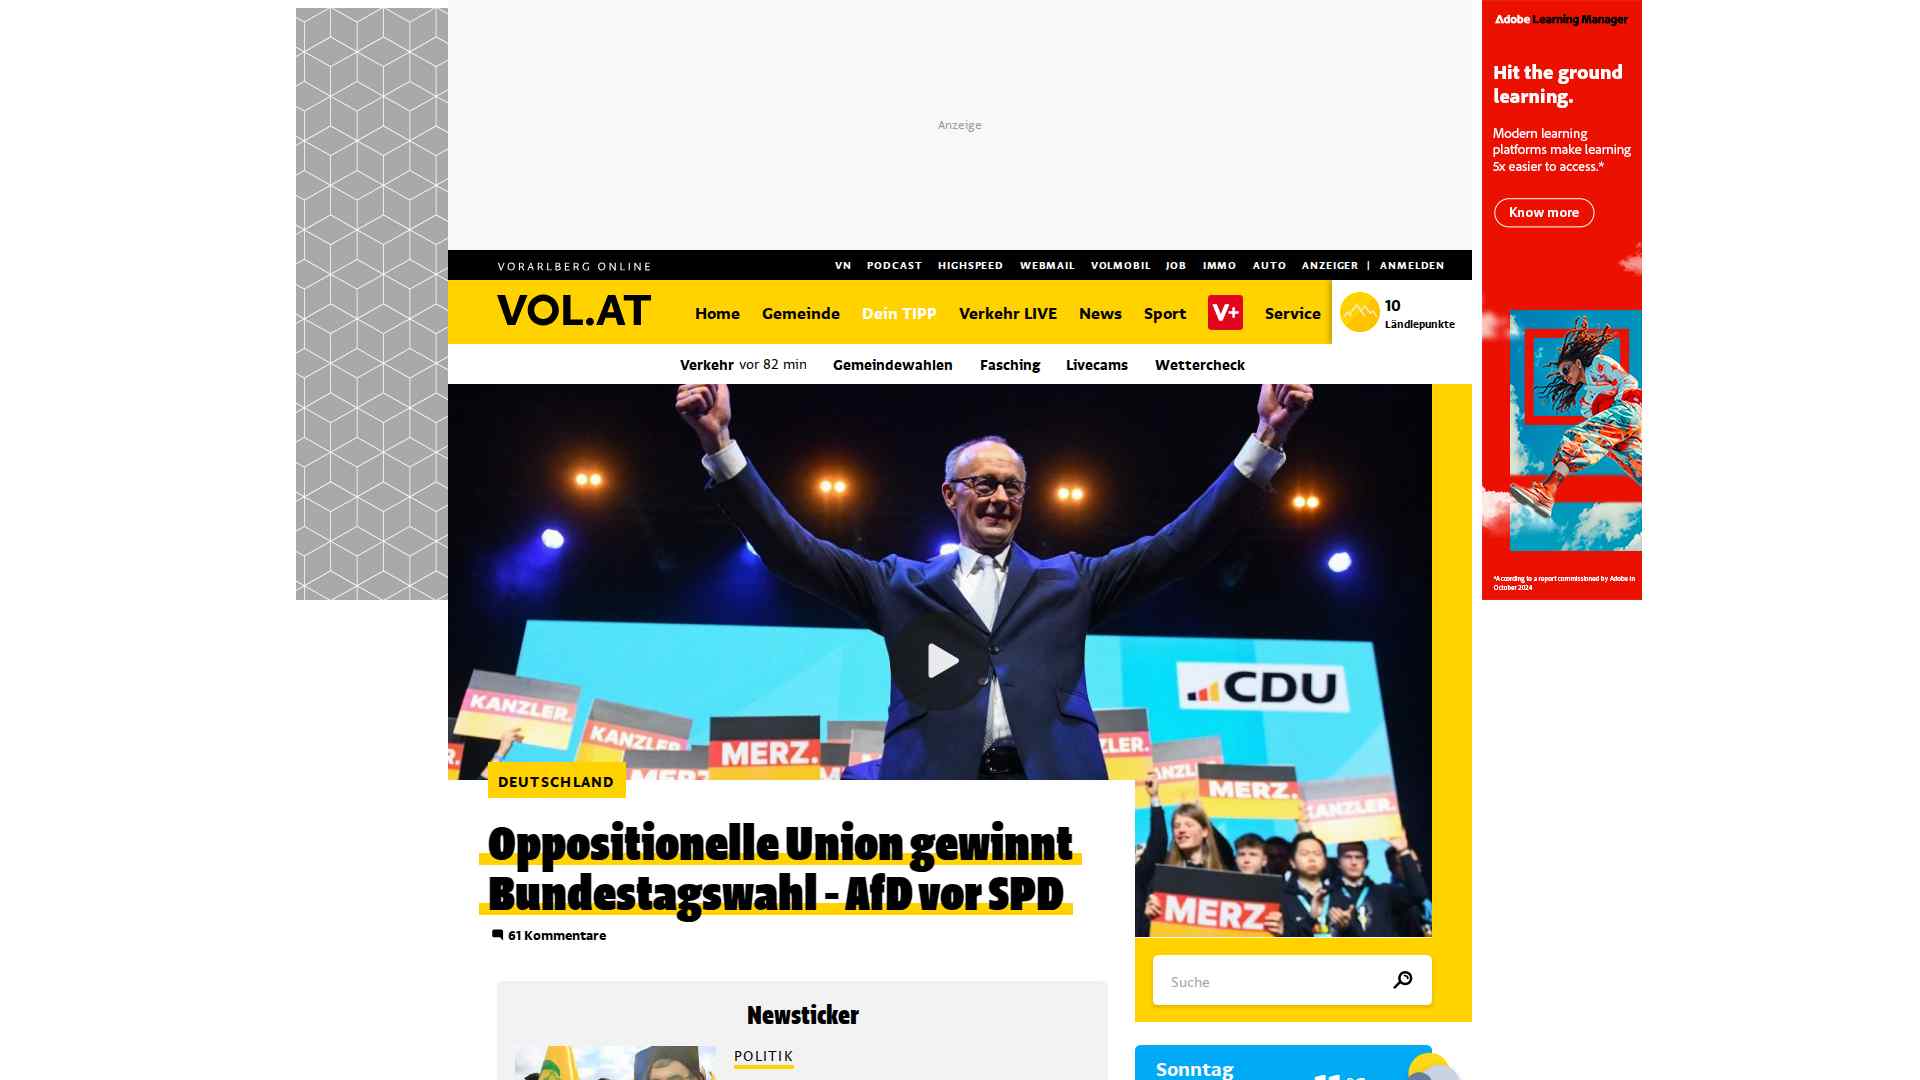 Anzeige
Adobe Learning Manager
Hit the ground
learning.
Modern learning
platforms make learning
5x easier to access.*
Know more
*According to a report commissioned by Adobe in
October 2024
VORARLBERG ONLINE
VN PODCAST HIGHSPEED WEBMAIL VOLMOBIL JOB IMMO AUTO ANZEIGER | ANMELDEN
VOL.AT
Home Gemeinde Dein TIPP Verkehr LIVE News Sport V+ Service
10
Ländlepunkte
Verkehr vor 82 min Gemeindewahlen Fasching Livecams Wettercheck
CDU
KANZLER.
KANZLER.
MERZ.
MERZ.
ZLER.
NZL
MERZ.
KANZLER.
MERZ.
DEUTSCHLAND
Oppositionelle Union gewinnt
Bundestagswahl - AfD vor SPD
61 Kommentare
Suche
Newsticker
POLITIK
Sonntag